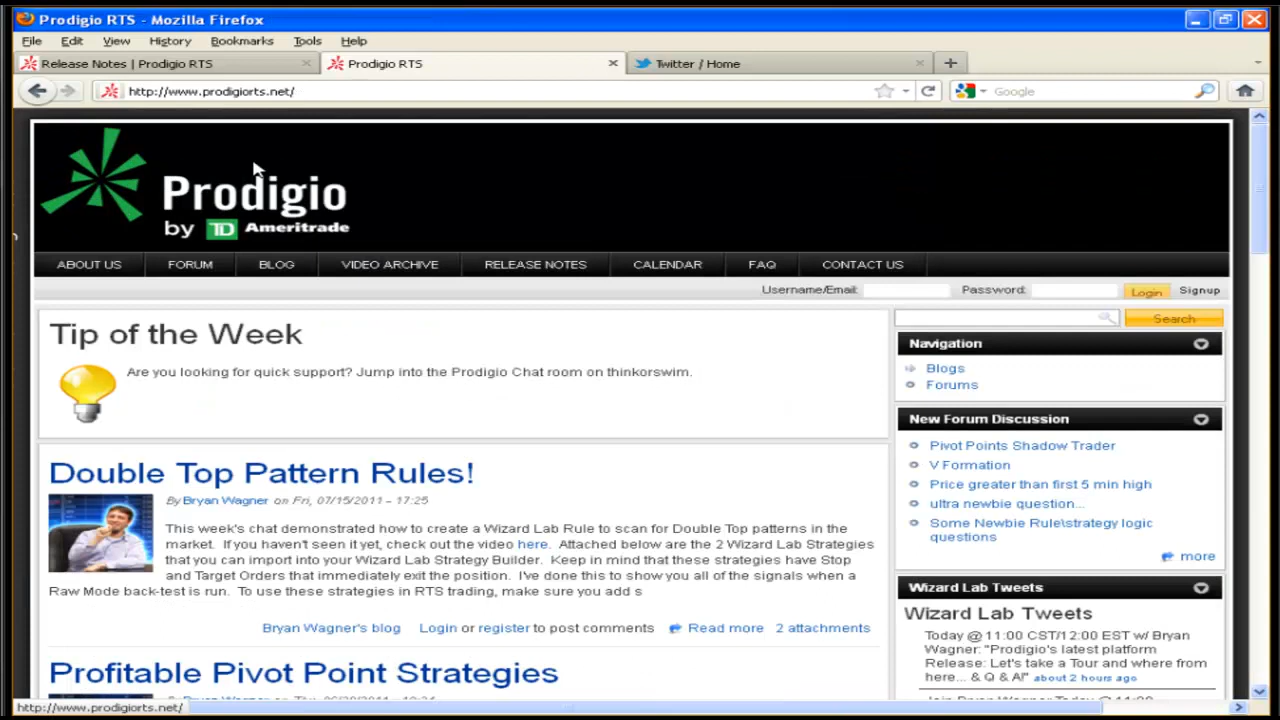 Prodigio RTS - Mozilla Firefox
File Edit View History Bookmarks Tools Help
Release Notes | Prodigio RTS
Prodigio RTS
Twitter / Home
http://www.prodigiorts.net/
Google
Prodigio
by TD Ameritrade
ABOUT US FORUM BLOG VIDEO ARCHIVE RELEASE NOTES CALENDAR FAQ CONTACT US
Username/Email: Password: Login Signup
Tip of the Week
Are you looking for quick support? Jump into the Prodigio Chat room on thinkorswim.
Double Top Pattern Rules!
By Bryan Wagner on Fri, 07/15/2011 - 17:25
This week's chat demonstrated how to create a Wizard Lab Rule to scan for Double Top patterns in the
market. If you haven't seen it yet, check out the video here. Attached below are the 2 Wizard Lab Strategies
that you can import into your Wizard Lab Strategy Builder. Keep in mind that these strategies have Stop
and Target Orders that immediately exit the position. I've done this to show you all of the signals when a
Raw Mode back-test is run. To use these strategies in RTS trading, make sure you add s
Bryan Wagner's blog Login or register to post comments Read more 2 attachments
Profitable Pivot Point Strategies
Search
Navigation
Blogs
Forums
New Forum Discussion
Pivot Points Shadow Trader
V Formation
Price greater than first 5 min high
ultra newbie question...
Some Newbie Rule\strategy logic
questions
more
Wizard Lab Tweets
Wizard Lab Tweets
Today @ 11:00 CST/12:00 EST w/ Bryan
Wagner: "Prodigio's latest platform
Release: Let's take a Tour and where from
here... & Q & A!" about 2 hours ago
http://www.prodigiorts.net/